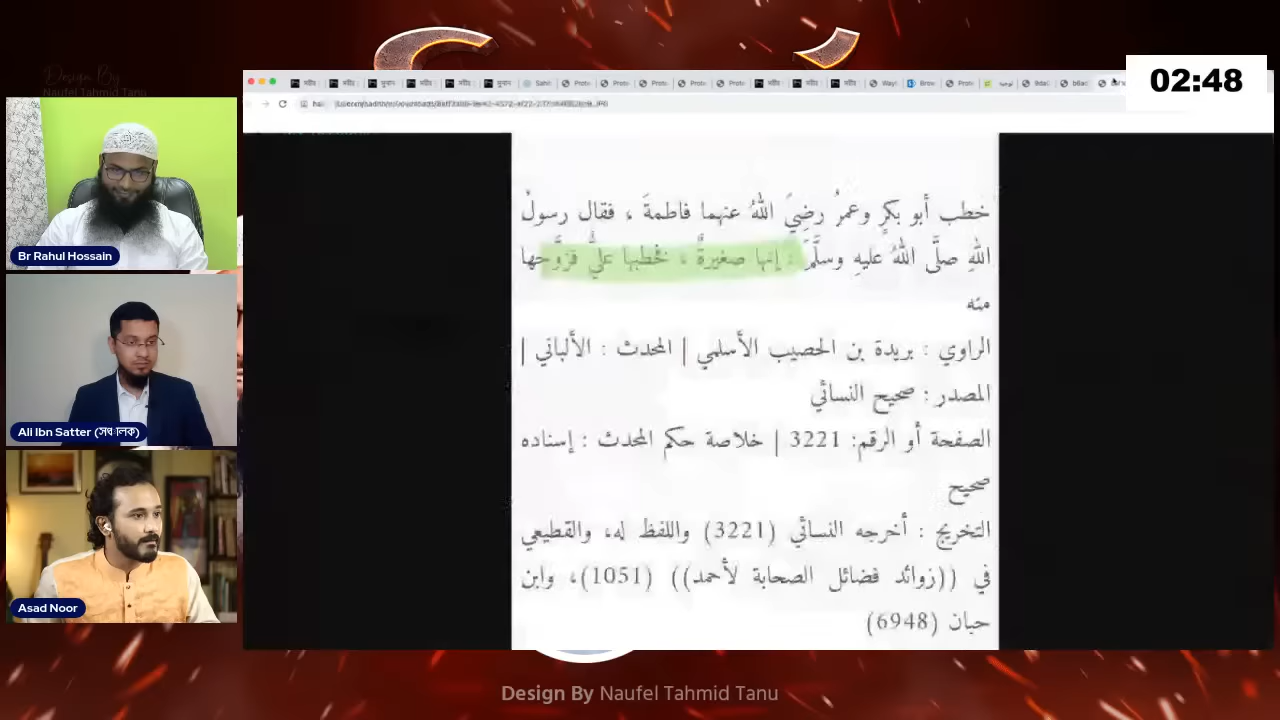 Design By
Naufel Tahmid Tanu
02:48
خطب أبو بكرٍ وعمرُ رضِيَ اللهُ عنهما فاطمةَ ، فقال رسولُ
اللهِ صلَّى اللهُ عليهِ وسلَّمَ : إنها صغيرةٌ ، فخطبها عليٌّ فزوَّجها
منه
الراوي : بريدة بن الحصيب الأسلمي | المحدث : الألباني |
المصدر : صحيح النسائي
الصفحة أو الرقم: 3221 | خلاصة حكم المحدث : إسناده
صحيح
التخريج : أخرجه النسائي (3221) واللفظ له، والقطيعي
في ((زوائد فضائل الصحابة لأحمد)) (1051)، وابن
حبان (6948)
Br Rahul Hossain
Ali Ibn Satter (সঞ্চালক)
Asad Noor
Design By Naufel Tahmid Tanu